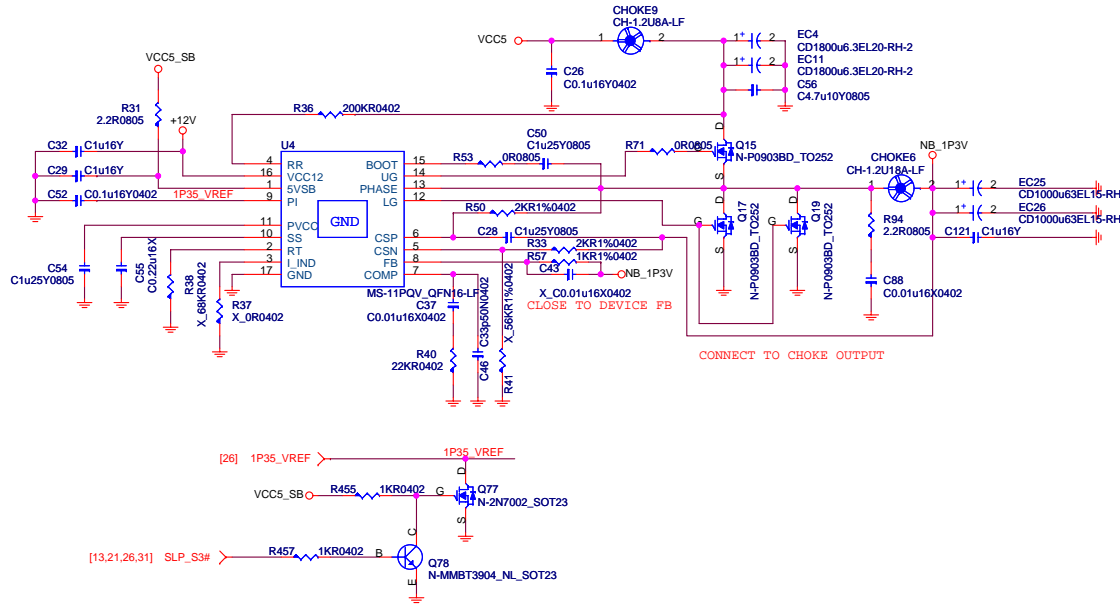 CHOKE9
CH-1.2U8A-LF
VCC5
1
2
1
+
2
EC4
CD1800u6.3EL20-RH-2
1
+
2
EC11
CD1800u6.3EL20-RH-2
C26
C0.1u16Y0402
C56
C4.7u10Y0805
VCC5_SB
R31
2.2R0805
+12V
R36
200KR0402
C32
C1u16Y
C29
C1u16Y
C52
C0.1u16Y0402
1P35_VREF
U4
4
RR
16
VCC12
1
5VSB
9
PI
11
PVCC
10
SS
2
RT
3
I_IND
17
GND
GND
BOOT
15
UG
14
PHASE
13
LG
12
CSP
6
CSN
5
FB
8
COMP
7
MS-11PQV_QFN16-LF
R53
0R0805
C50
C1u25Y0805
R71
0R0805
D
G
S
Q15
N-P0903BD_TO252
R50
2KR1%0402
C28
C1u25Y0805
R33
2KR1%0402
R57
1KR1%0402
C43
X_C0.01u16X0402
NB_1P3V
CLOSE TO DEVICE FB
D
G
S
Q17
N-P0903BD_TO252
D
G
S
Q19
N-P0903BD_TO252
NB_1P3V
CHOKE6
CH-1.2U18A-LF
1
2
R94
2.2R0805
C88
C0.01u16X0402
1
+
2
EC25
CD1000u63EL15-RH
1
+
2
EC26
CD1000u63EL15-RH
C121
C1u16Y
CONNECT TO CHOKE OUTPUT
C54
C1u25Y0805
C55
C0.22u16X
R38
X_68KR0402
R37
X_0R0402
C37
C0.01u16X0402
R40
22KR0402
C46
C33p50N0402
R41
X_56KR1%0402
[26]
1P35_VREF
1P35_VREF
VCC5_SB
R455
1KR0402
D
G
S
Q77
N-2N7002_SOT23
[13,21,26,31]
SLP_S3#
R457
1KR0402
B
C
E
Q78
N-MMBT3904_NL_SOT23